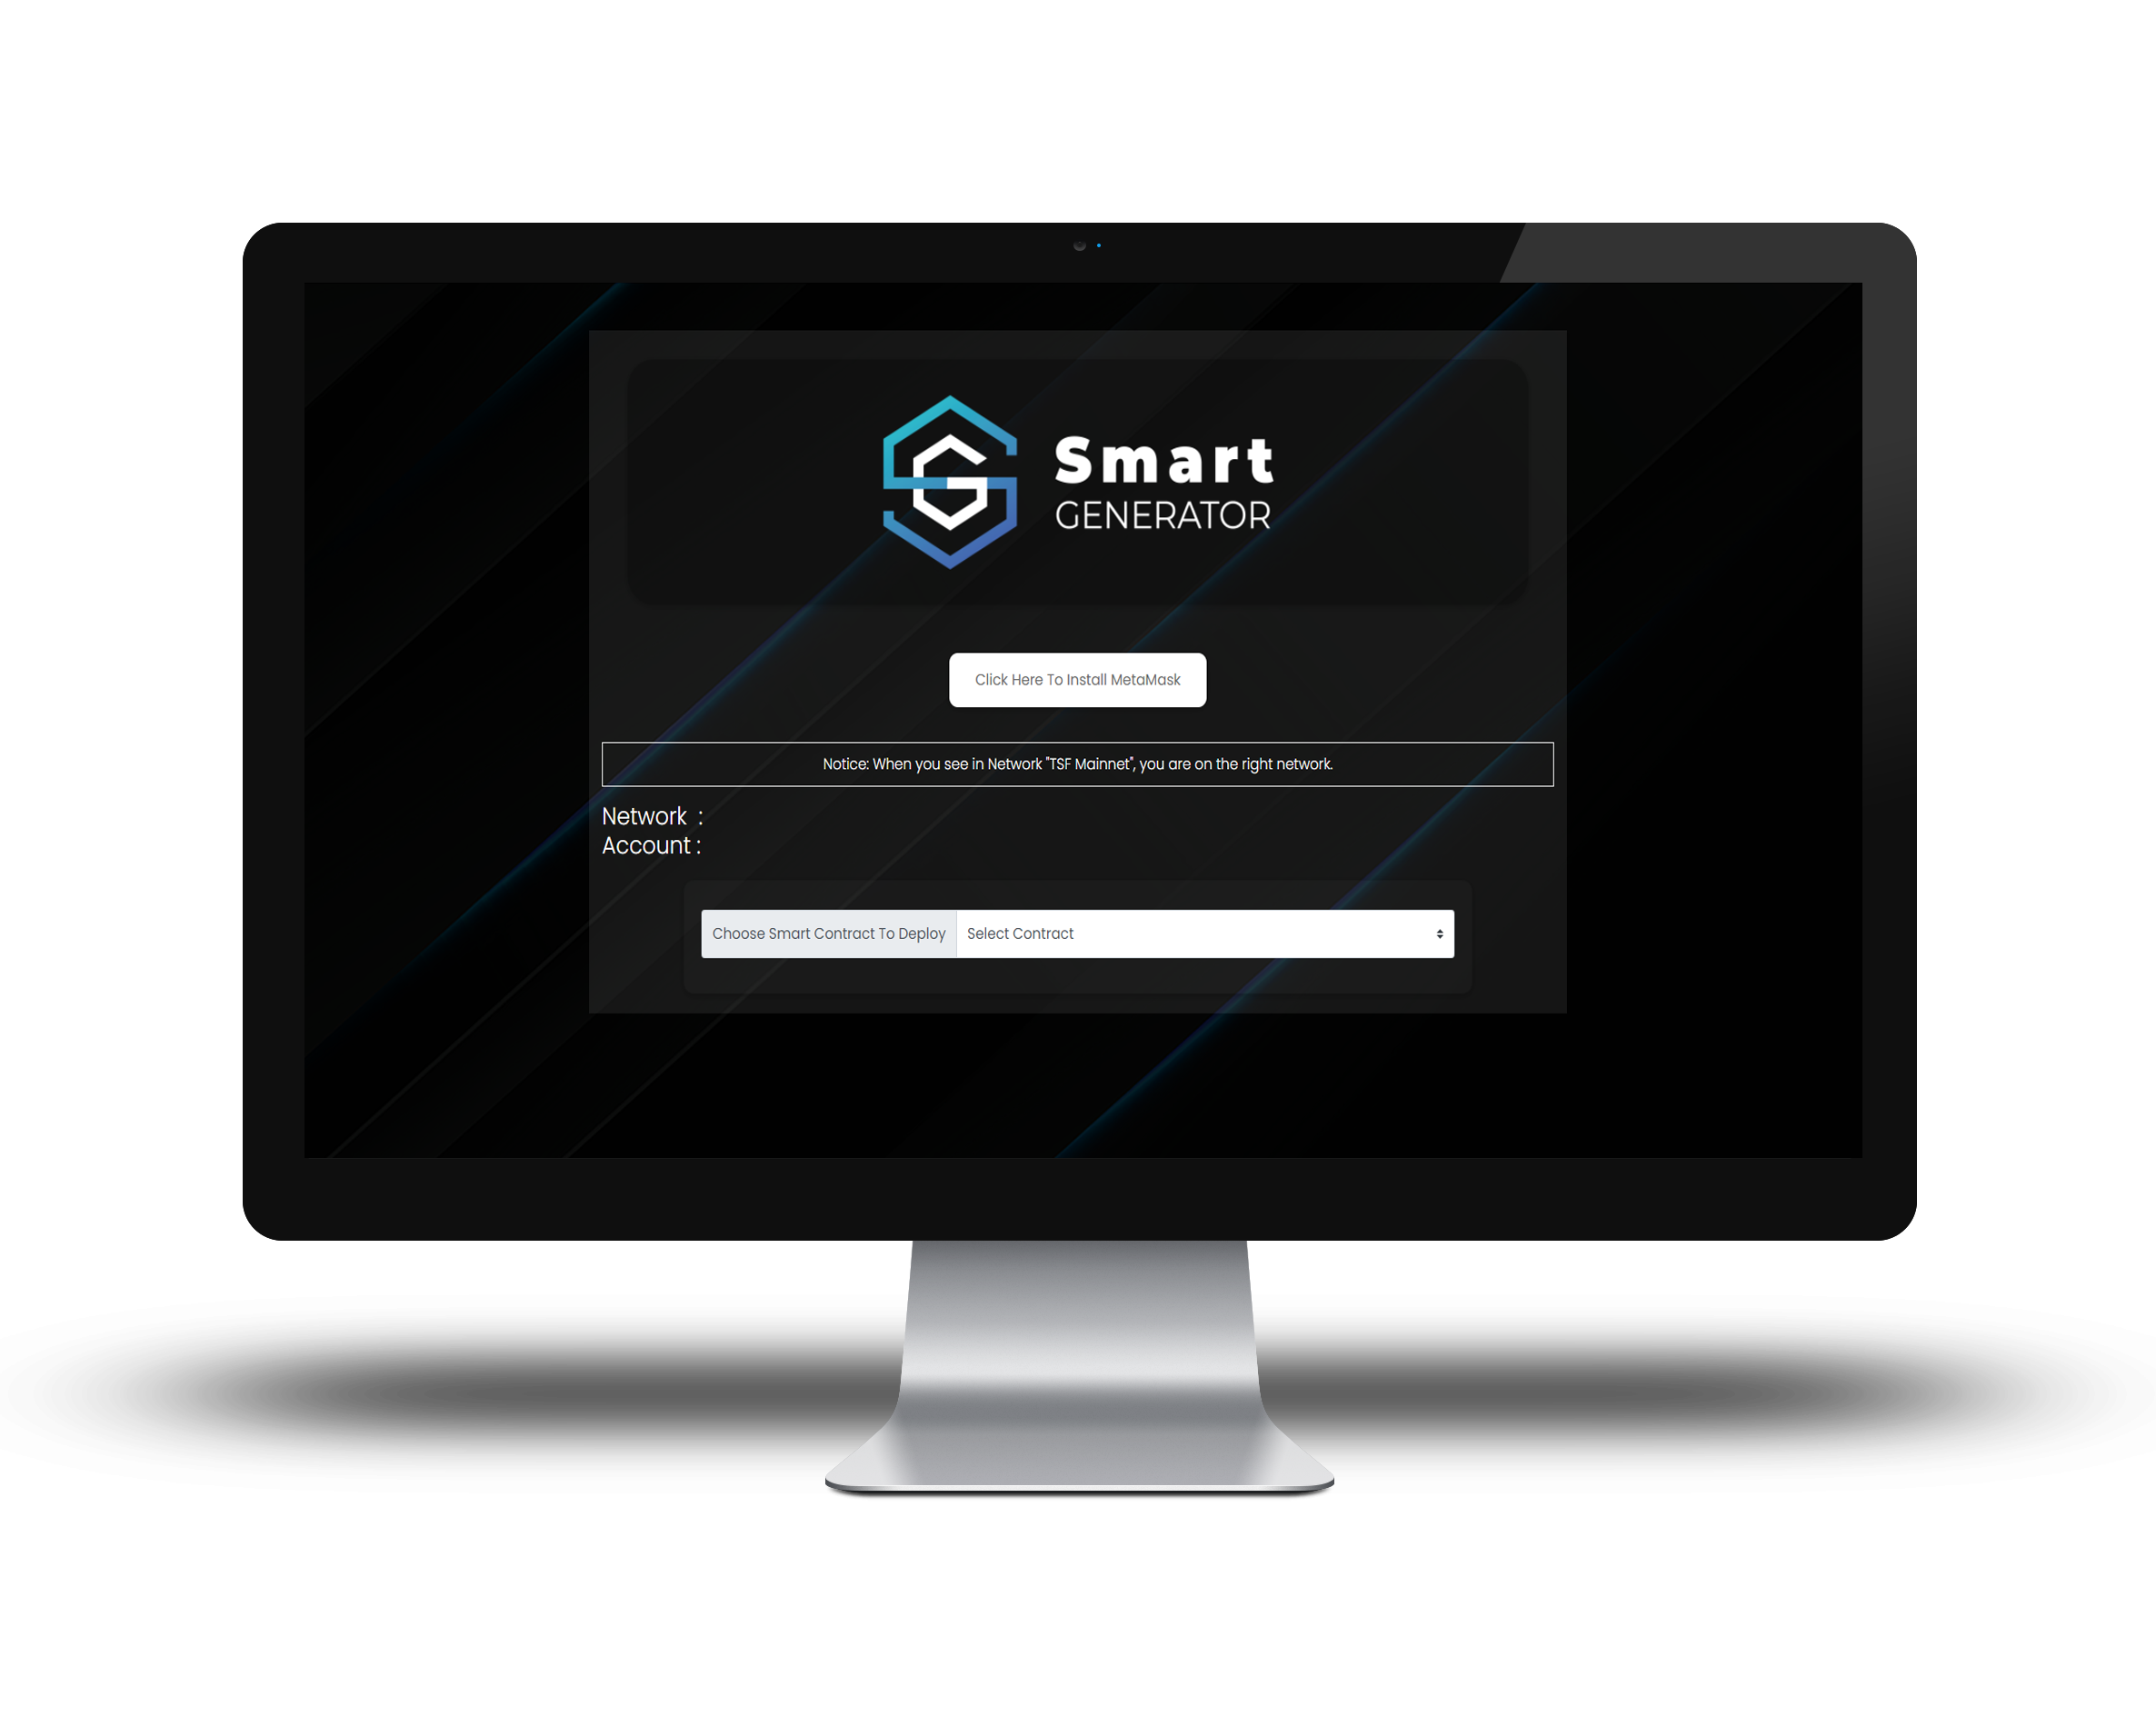 Smart
GENERATOR
Click Here To Install MetaMask
Notice: When you see in Network "TSF Mainnet", you are on the right network.
Network :
Account :
Choose Smart Contract To Deploy Select Contract